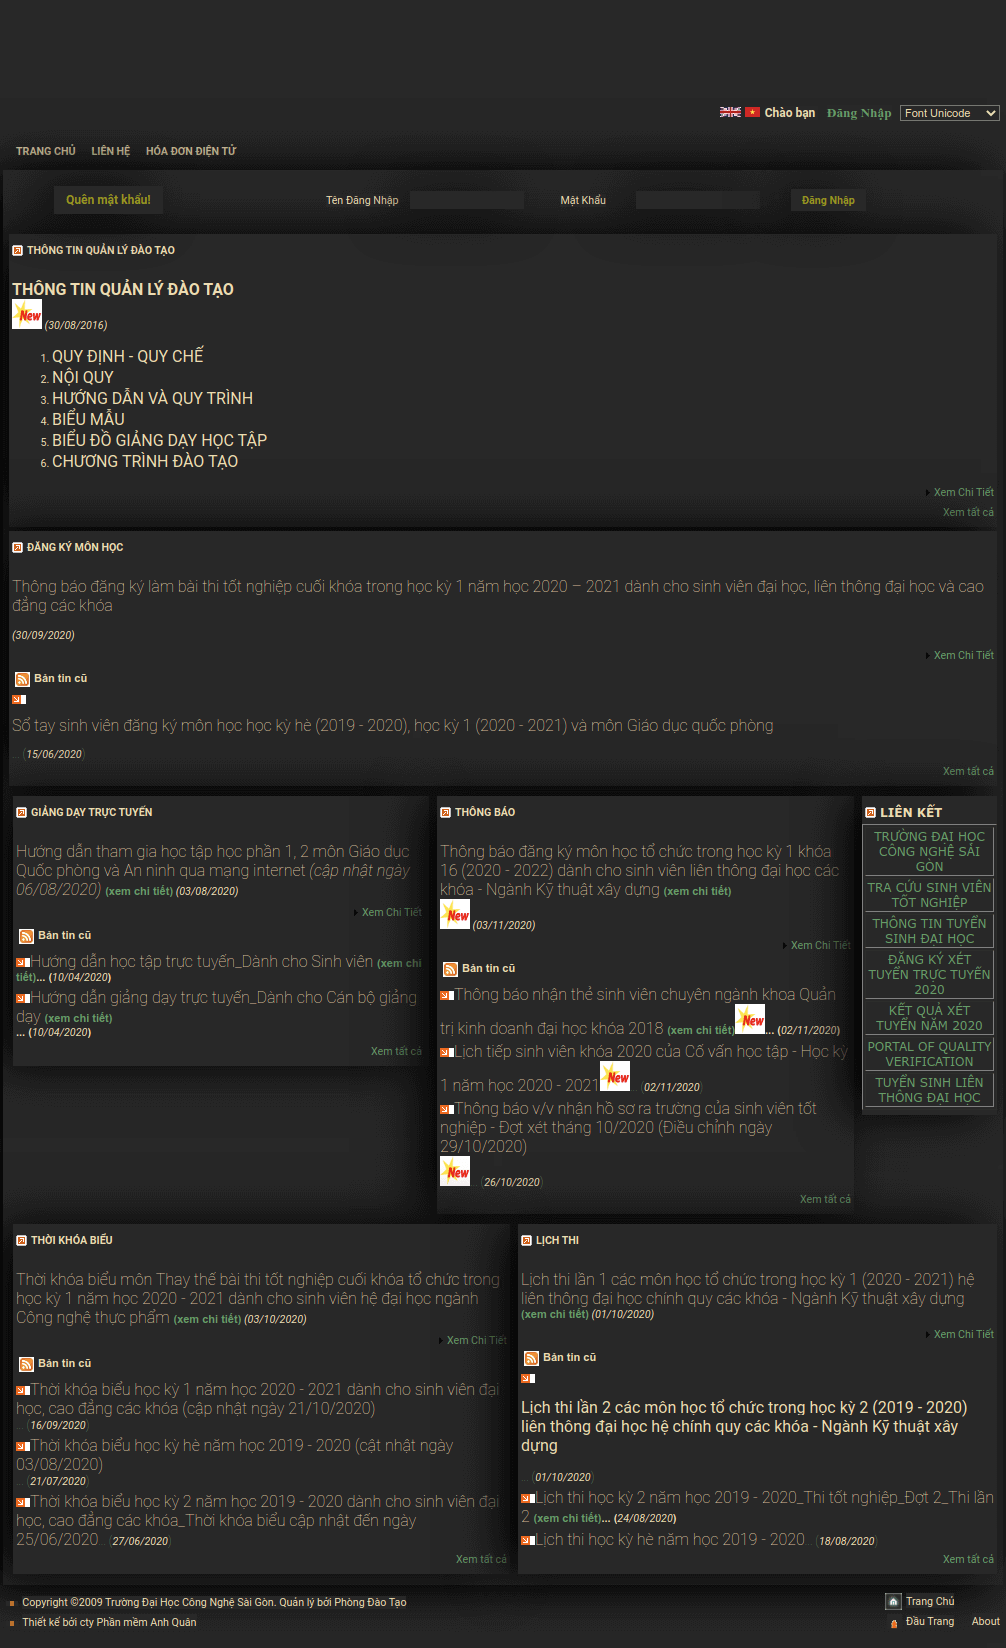 Chào bạn Đăng Nhập Font Unicode
TRANG CHỦ LIÊN HỆ HÓA ĐƠN ĐIỆN TỬ
Quên mật khẩu! Tên Đăng Nhập Mật Khẩu Đăng Nhập
THÔNG TIN QUẢN LÝ ĐÀO TẠO
THÔNG TIN QUẢN LÝ ĐÀO TẠO
New (30/08/2016)
1. QUY ĐỊNH - QUY CHẾ
2. NỘI QUY
3. HƯỚNG DẪN VÀ QUY TRÌNH
4. BIỂU MẪU
5. BIỂU ĐỒ GIẢNG DẠY HỌC TẬP
6. CHƯƠNG TRÌNH ĐÀO TẠO
Xem Chi Tiết
Xem tất cả
ĐĂNG KÝ MÔN HỌC
Thông báo đăng ký làm bài thi tốt nghiệp cuối khóa trong học kỳ 1 năm học 2020 – 2021 dành cho sinh viên đại học, liên thông đại học và cao
đẳng các khóa
(30/09/2020)
Xem Chi Tiết
Bản tin cũ
Sổ tay sinh viên đăng ký môn học học kỳ hè (2019 - 2020), học kỳ 1 (2020 - 2021) và môn Giáo dục quốc phòng
... (15/06/2020)
Xem tất cả
GIẢNG DẠY TRỰC TUYẾN
Hướng dẫn tham gia học tập học phần 1, 2 môn Giáo dục
Quốc phòng và An ninh qua mạng internet (cập nhật ngày
06/08/2020) (xem chi tiết) (03/08/2020)
Xem Chi Tiết
Bản tin cũ
Hướng dẫn học tập trực tuyến_Dành cho Sinh viên (xem chi
tiết)... (10/04/2020)
Hướng dẫn giảng dạy trực tuyến_Dành cho Cán bộ giảng
dạy (xem chi tiết)
... (10/04/2020)
Xem tất cả
THÔNG BÁO
Thông báo đăng ký môn học tổ chức trong học kỳ 1 khóa
16 (2020 - 2022) dành cho sinh viên liên thông đại học các
khóa - Ngành Kỹ thuật xây dựng (xem chi tiết)
New (03/11/2020)
Xem Chi Tiết
Bản tin cũ
Thông báo nhận thẻ sinh viên chuyên ngành khoa Quản
trị kinh doanh đại học khóa 2018 (xem chi tiết) New ... (02/11/2020)
Lịch tiếp sinh viên khóa 2020 của Cố vấn học tập - Học kỳ
1 năm học 2020 - 2021 New ... (02/11/2020)
Thông báo v/v nhận hồ sơ ra trường của sinh viên tốt
nghiệp - Đợt xét tháng 10/2020 (Điều chỉnh ngày
29/10/2020)
New ... (26/10/2020)
Xem tất cả
LIÊN KẾT
TRƯỜNG ĐẠI HỌC
CÔNG NGHỆ SÀI
GÒN
TRA CỨU SINH VIÊN
TỐT NGHIỆP
THÔNG TIN TUYỂN
SINH ĐẠI HỌC
ĐĂNG KÝ XÉT
TUYỂN TRỰC TUYẾN
2020
KẾT QUẢ XÉT
TUYỂN NĂM 2020
PORTAL OF QUALITY
VERIFICATION
TUYỂN SINH LIÊN
THÔNG ĐẠI HỌC
THỜI KHÓA BIỂU
Thời khóa biểu môn Thay thế bài thi tốt nghiệp cuối khóa tổ chức trong
học kỳ 1 năm học 2020 - 2021 dành cho sinh viên hệ đại học ngành
Công nghệ thực phẩm (xem chi tiết) (03/10/2020)
Xem Chi Tiết
Bản tin cũ
Thời khóa biểu học kỳ 1 năm học 2020 - 2021 dành cho sinh viên đại
học, cao đẳng các khóa (cập nhật ngày 21/10/2020)
... (16/09/2020)
Thời khóa biểu học kỳ hè năm học 2019 - 2020 (cật nhật ngày
03/08/2020)
... (21/07/2020)
Thời khóa biểu học kỳ 2 năm học 2019 - 2020 dành cho sinh viên đại
học, cao đẳng các khóa_Thời khóa biểu cập nhật đến ngày
25/06/2020... (27/06/2020)
Xem tất cả
LỊCH THI
Lịch thi lần 1 các môn học tổ chức trong học kỳ 1 (2020 - 2021) hệ
liên thông đại học chính quy các khóa - Ngành Kỹ thuật xây dựng
(xem chi tiết) (01/10/2020)
Xem Chi Tiết
Bản tin cũ
Lịch thi lần 2 các môn học tổ chức trong học kỳ 2 (2019 - 2020)
liên thông đại học hệ chính quy các khóa - Ngành Kỹ thuật xây
dựng
... (01/10/2020)
Lịch thi học kỳ 2 năm học 2019 - 2020_Thi tốt nghiệp_Đợt 2_Thi lần
2 (xem chi tiết)... (24/08/2020)
Lịch thi học kỳ hè năm học 2019 - 2020... (18/08/2020)
Xem tất cả
Copyright ©2009 Trường Đại Học Công Nghệ Sài Gòn. Quản lý bởi Phòng Đào Tạo
Thiết kế bởi cty Phần mềm Anh Quân
Trang Chủ
Đầu Trang About